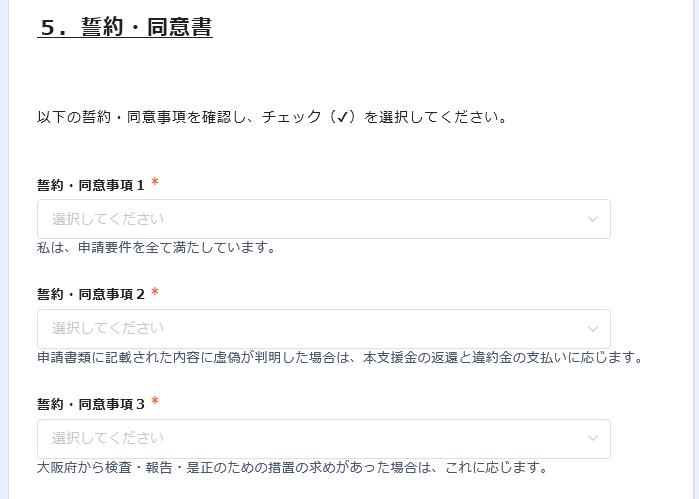 ５．誓約・同意書
以下の誓約・同意事項を確認し、チェック（✓）を選択してください。
誓約・同意事項１ *
選択してください
私は、申請要件を全て満たしています。
誓約・同意事項２ *
選択してください
申請書類に記載された内容に虚偽が判明した場合は、本支援金の返還と違約金の支払いに応じます。
誓約・同意事項３ *
選択してください
大阪府から検査・報告・是正のための措置の求めがあった場合は、これに応じます。